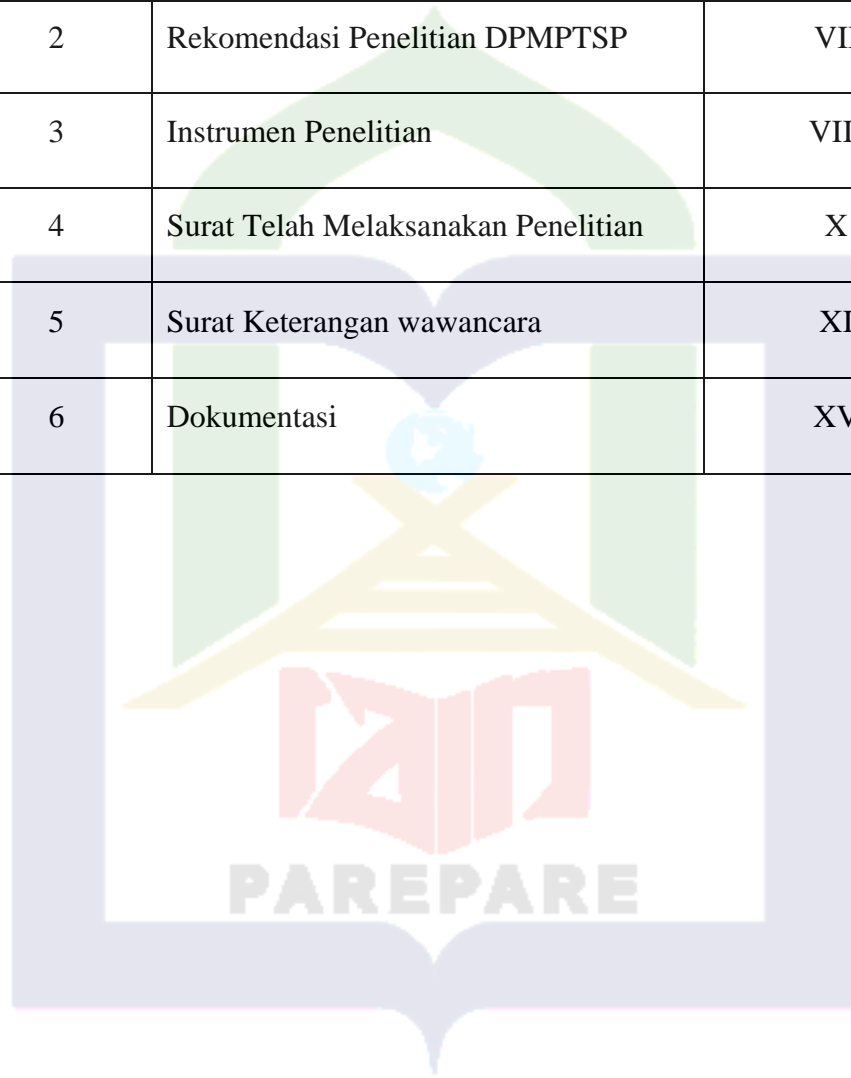 2 Rekomendasi Penelitian DPMPTSP
3 Instrumen Penelitian
4 Surat Telah Melaksanakan Penelitian X
5 Surat Keterangan wawancara
6 Dokumentasi
iain
PAREPARE